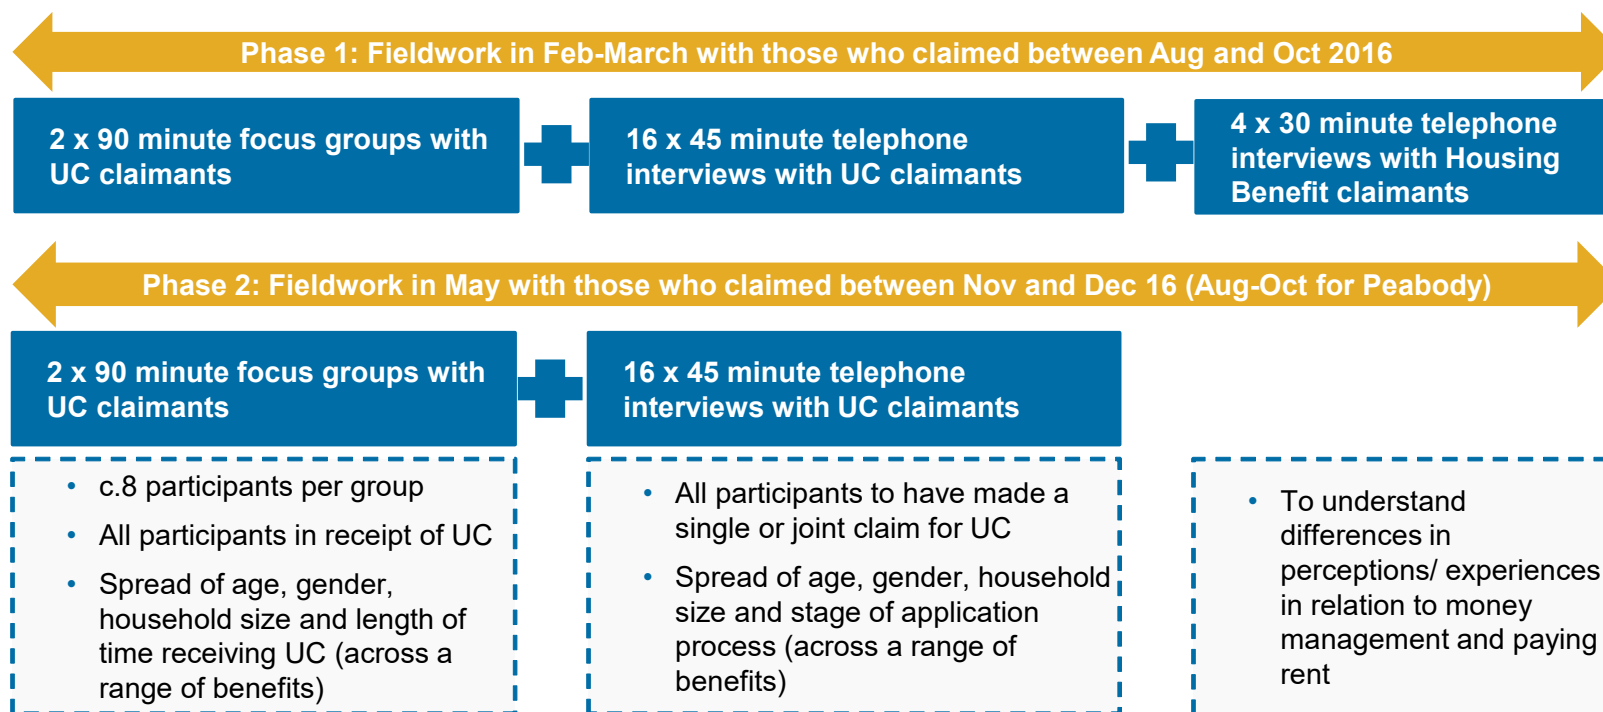 Phase 1: Fieldwork in Feb-March with those who claimed between Aug and Oct 2016
2 x 90 minute focus groups with
UC claimants
16 x 45 minute telephone
interviews with UC claimants
4 x 30 minute telephone
interviews with Housing
Benefit claimants
Phase 2: Fieldwork in May with those who claimed between Nov and Dec 16 (Aug-Oct for Peabody)
2 x 90 minute focus groups with
UC claimants
16 x 45 minute telephone
interviews with UC claimants
• c.8 participants per group
• All participants in receipt of UC
• Spread of age, gender,
household size and length of
time receiving UC (across a
range of benefits)
• All participants to have made a
single or joint claim for UC
• Spread of age, gender, household
size and stage of application
process (across a range of
benefits)
• To understand
differences in
perceptions/ experiences
in relation to money
management and paying
rent